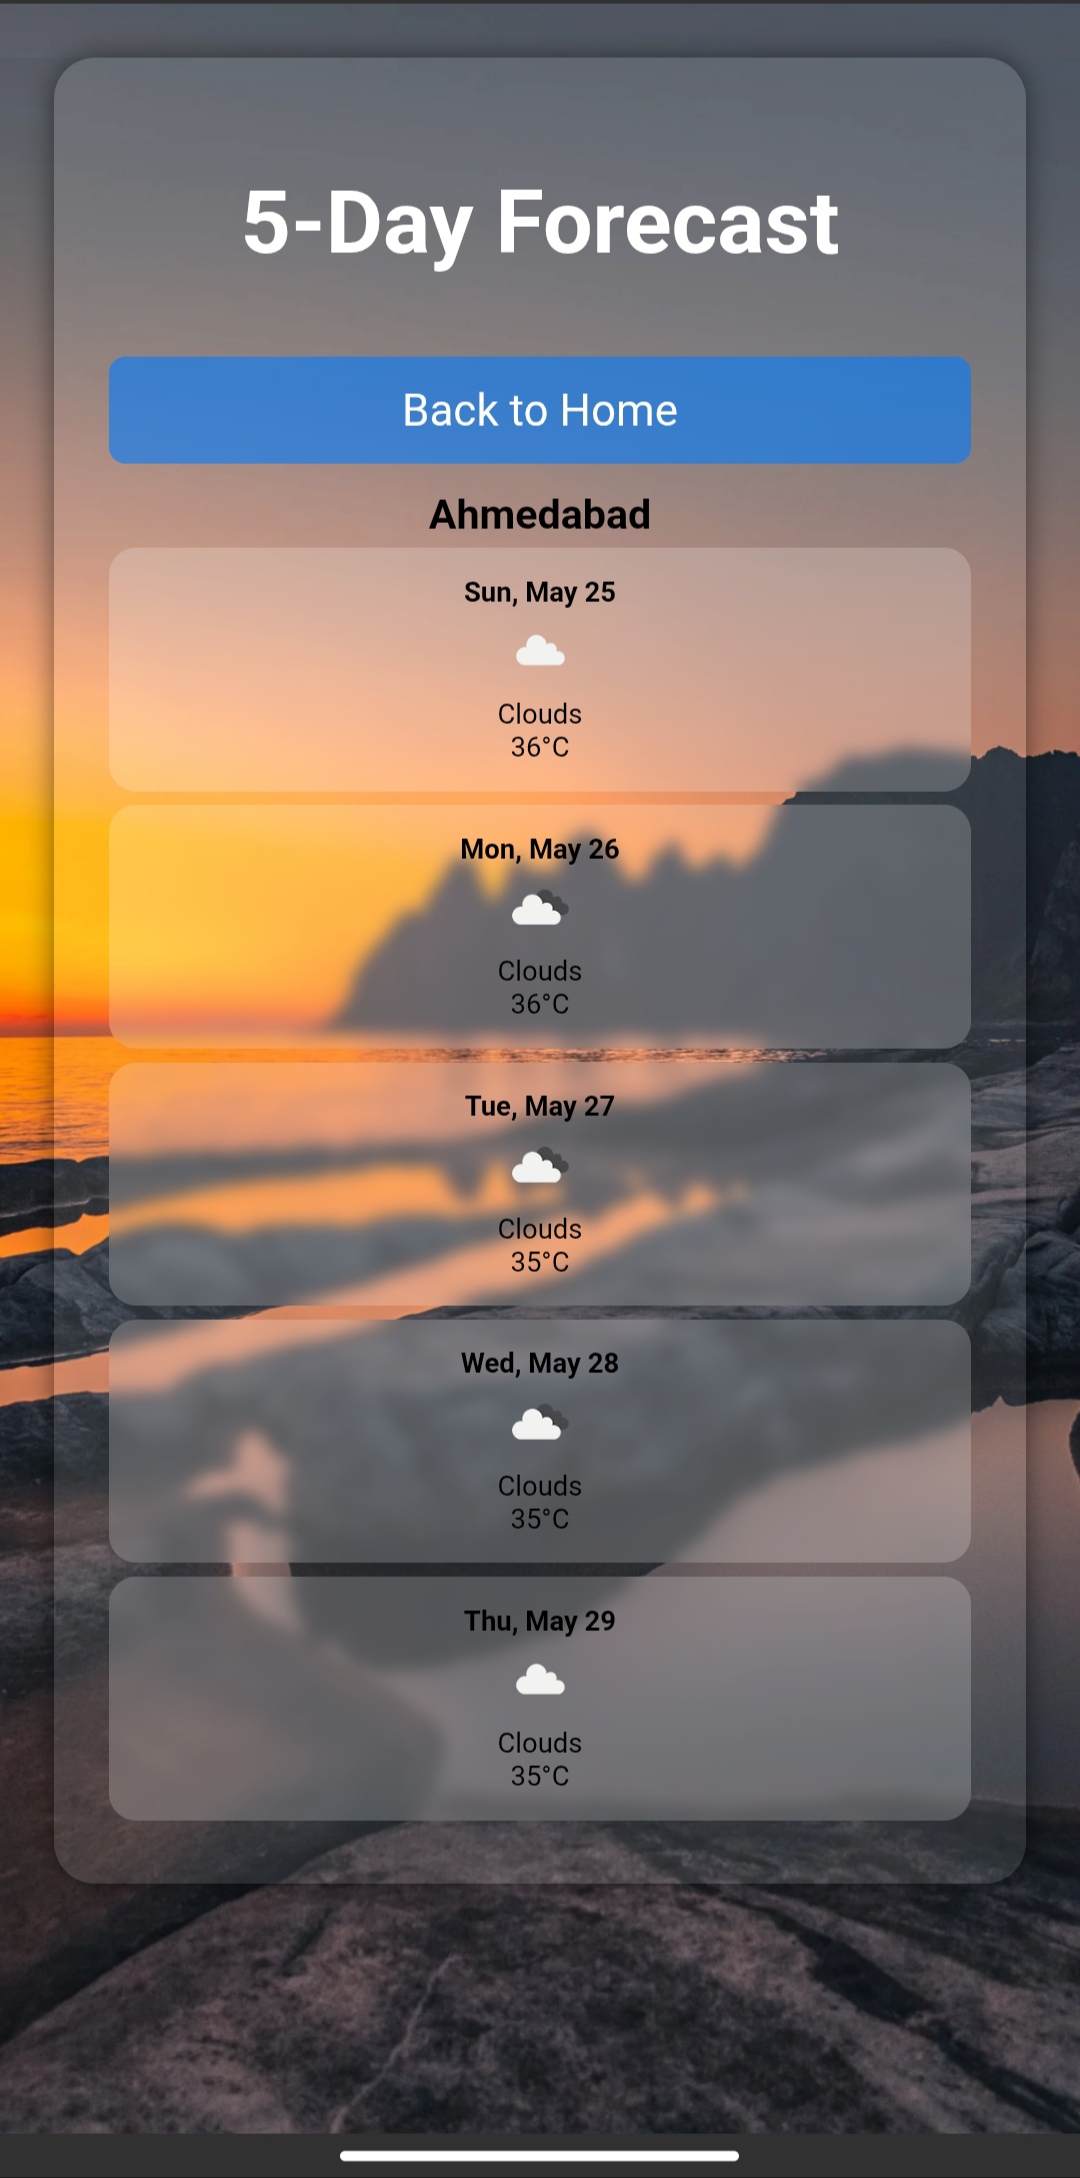 5-Day Forecast
Back to Home
Ahmedabad
Sun, May 25
Clouds
36°C
Mon, May 26
Clouds
36°C
Tue, May 27
Clouds
35°C
Wed, May 28
Clouds
35°C
Thu, May 29
Clouds
35°C